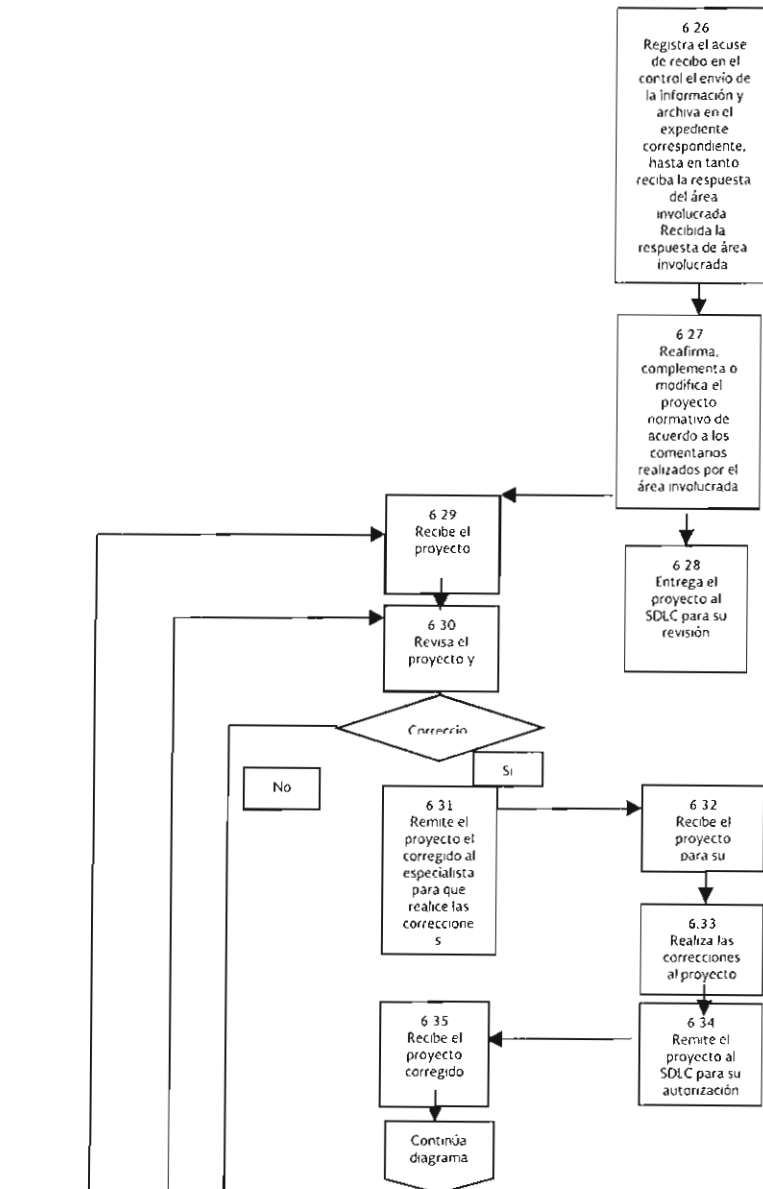 6 26
Registra el acuse
de recibo en el
control el envío de
la información y
archiva en el
expediente
correspondiente,
hasta en tanto
reciba la respuesta
del área
involucrada
Recibida la
respuesta de área
involucrada
6 27
Reafirma,
complementa o
modifica el
proyecto
normativo de
acuerdo a los
comentarios
realizados por el
área involucrada
6 29
Recibe el
proyecto
6 28
Entrega el
proyecto al
SDLC para su
revisión
6 30
Revisa el
proyecto y
Correccio
No
Si
6 31
Remite el
proyecto el
corregido al
especialista
para que
realice las
correccione
s
6 32
Recibe el
proyecto
para su
6.33
Realiza las
correcciones
al proyecto
6 35
Recibe el
proyecto
corregido
6 34
Remite el
proyecto al
SDLC para su
autorización
Continúa
diagrama